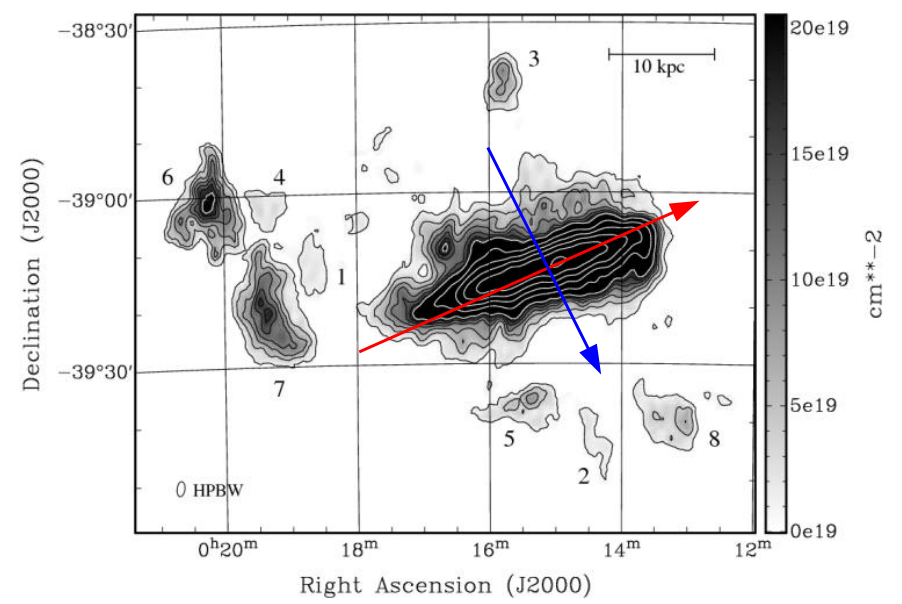 −38°30′
20e19
3
10 kpc
15e19
6
4
−39°00′
1
10e19
cm**−2
Declination (J2000)
−39°30′
7
5e19
5
8
2
HPBW
0e19
0ʰ20ᵐ
18ᵐ
16ᵐ
14ᵐ
12ᵐ
Right Ascension (J2000)